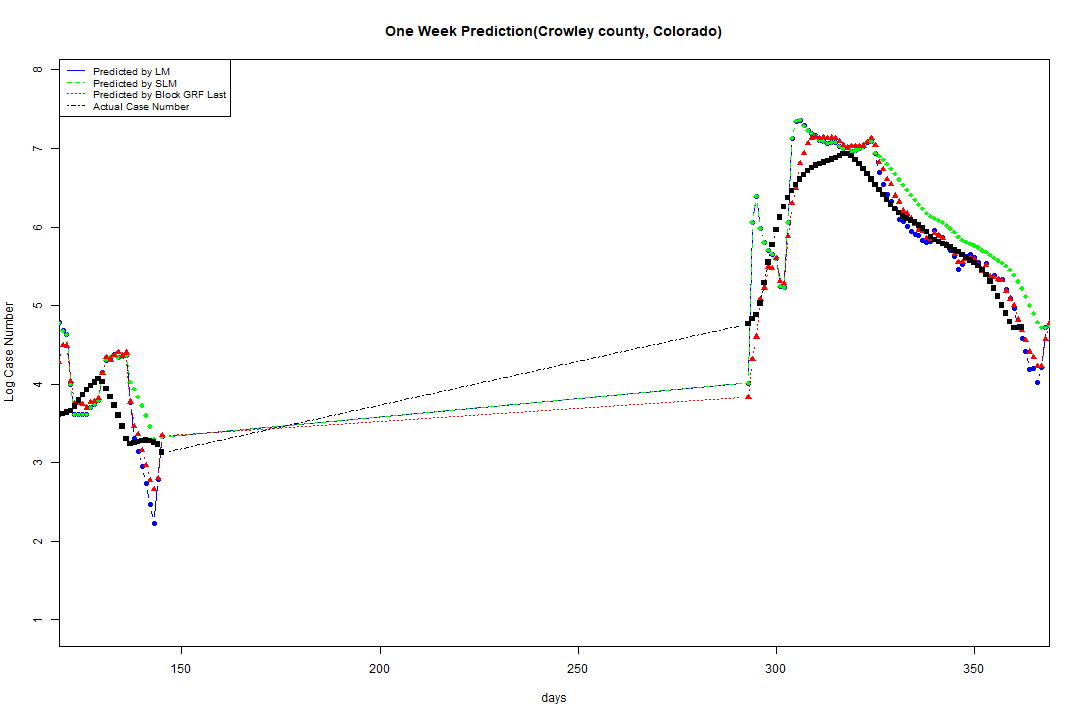 One Week Prediction(Crowley county, Colorado)
Predicted by LM
Predicted by SLM
Predicted by Block GRF Last
Actual Case Number
8
7
6
5
4
3
2
1
Log Case Number
150
200
250
300
350
days